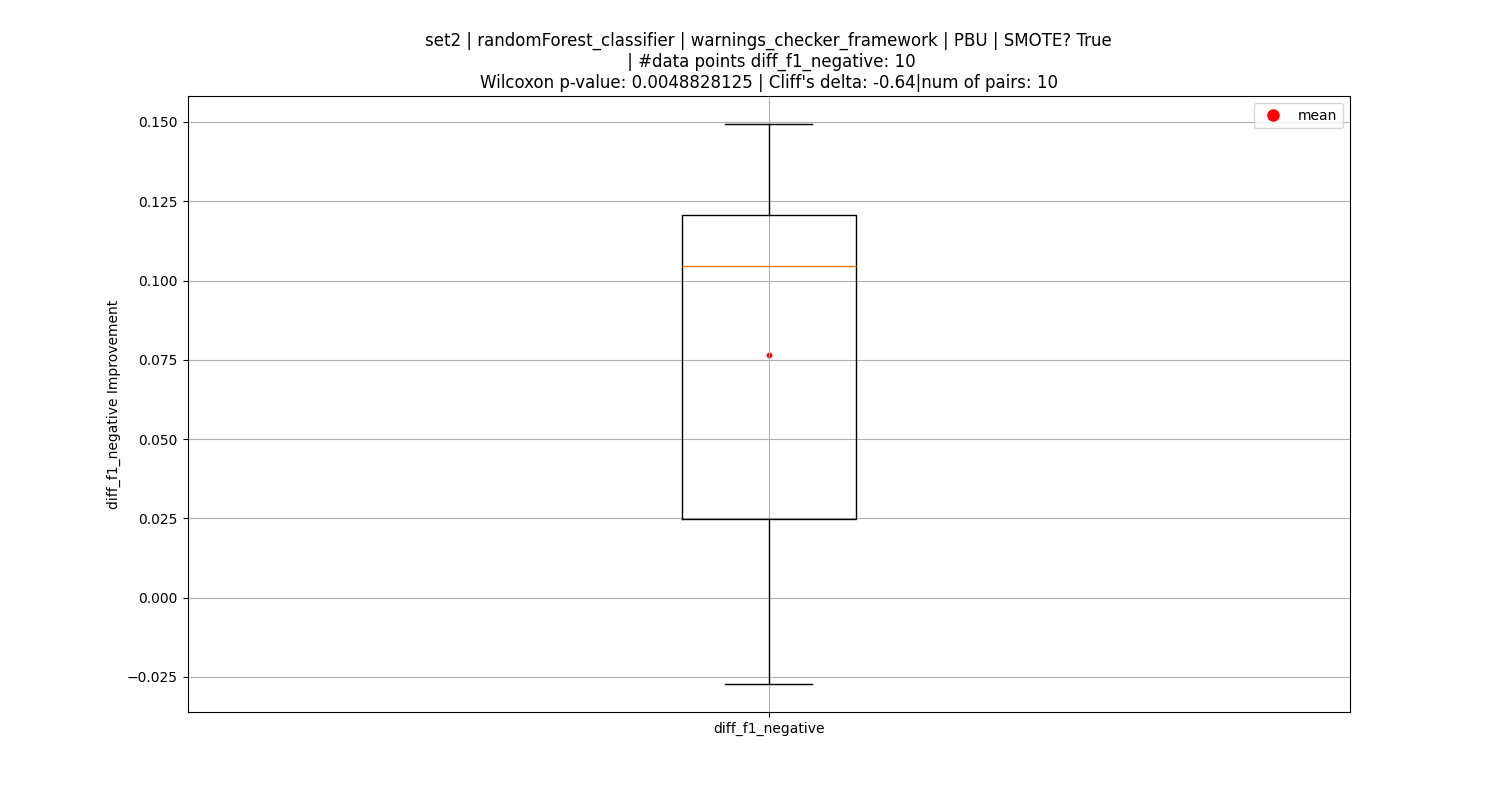 set2 | randomForest_classifier | warnings_checker_framework | PBU | SMOTE? True
| #data points diff_f1_negative: 10
Wilcoxon p-value: 0.0048828125 | Cliff's delta: -0.64|num of pairs: 10
mean
0.150
0.125
0.100
0.075
0.050
0.025
0.000
−0.025
diff_f1_negative Improvement
diff_f1_negative